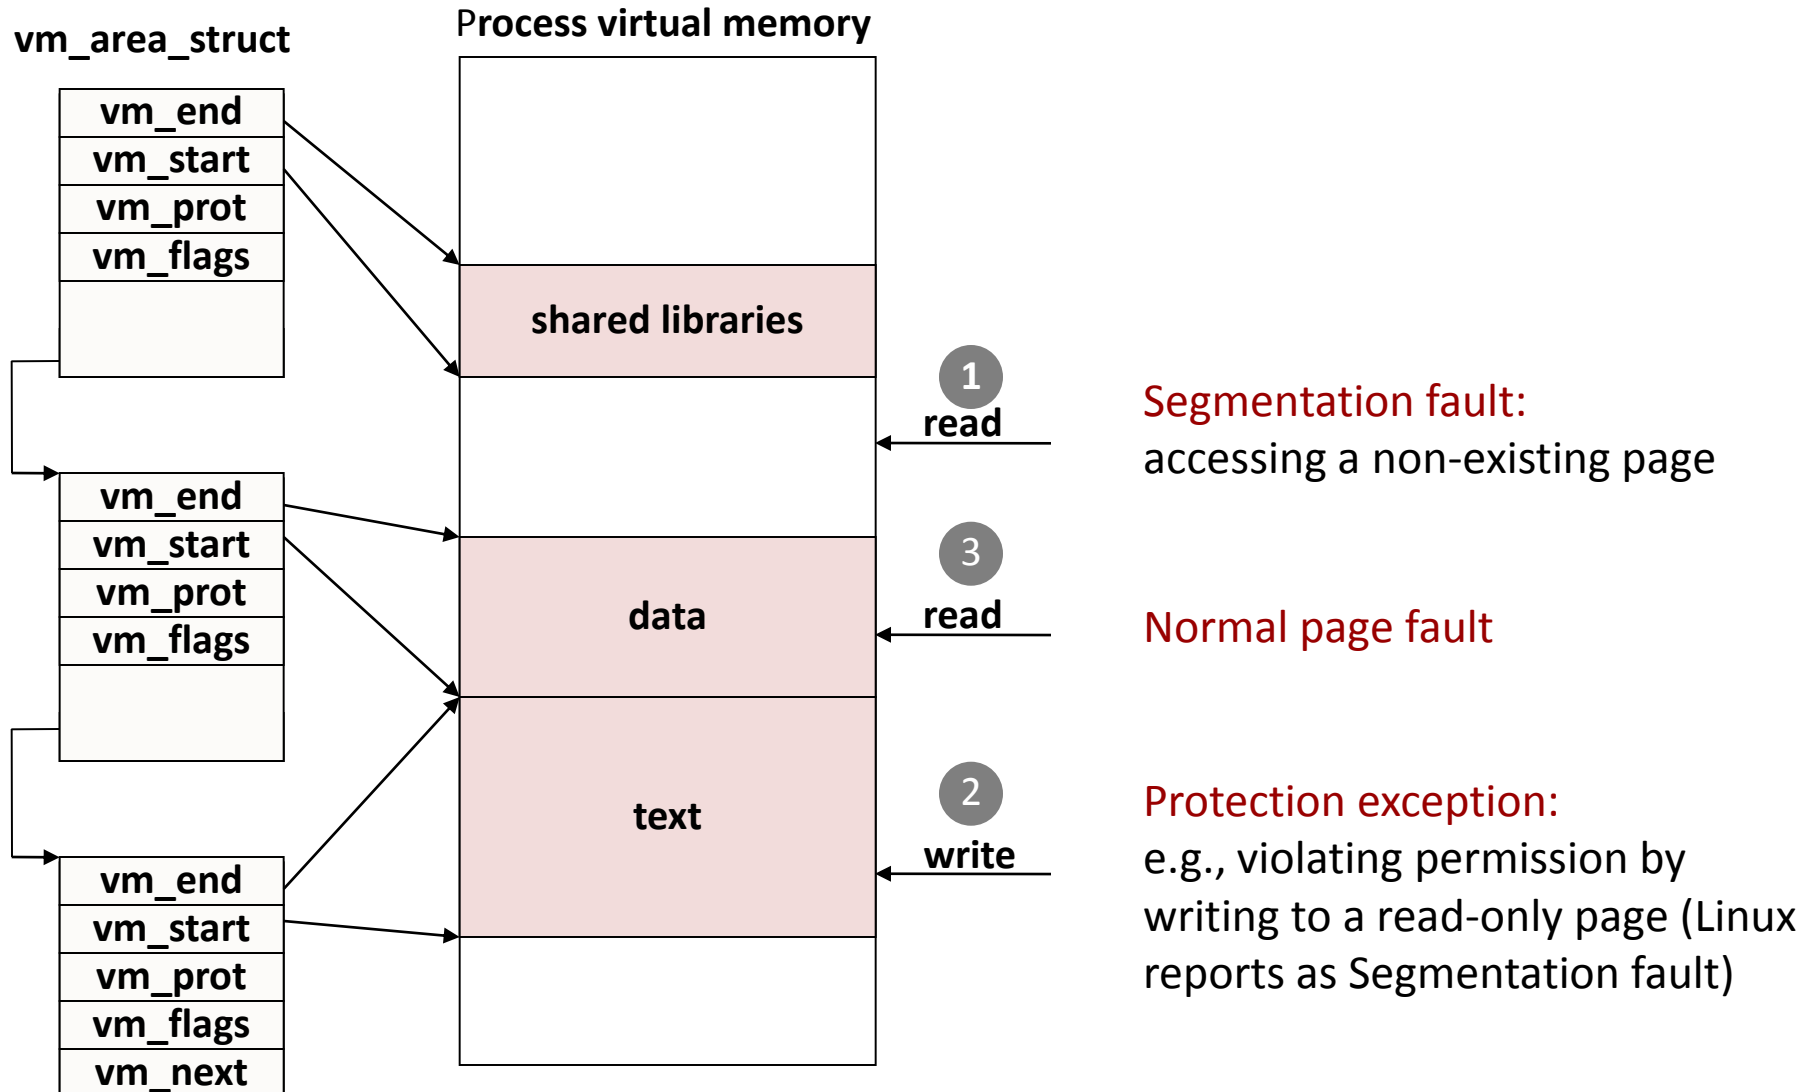 Process virtual memory
vm_area_struct
vm_end
vm_start
vm_prot
vm_flags
shared libraries
1
read
Segmentation fault:
accessing a non-existing page
vm_end
vm_start
vm_prot
vm_flags
data
3
read
Normal page fault
text
2
write
Protection exception:
e.g., violating permission by
writing to a read-only page (Linux
reports as Segmentation fault)
vm_end
vm_start
vm_prot
vm_flags
vm_next